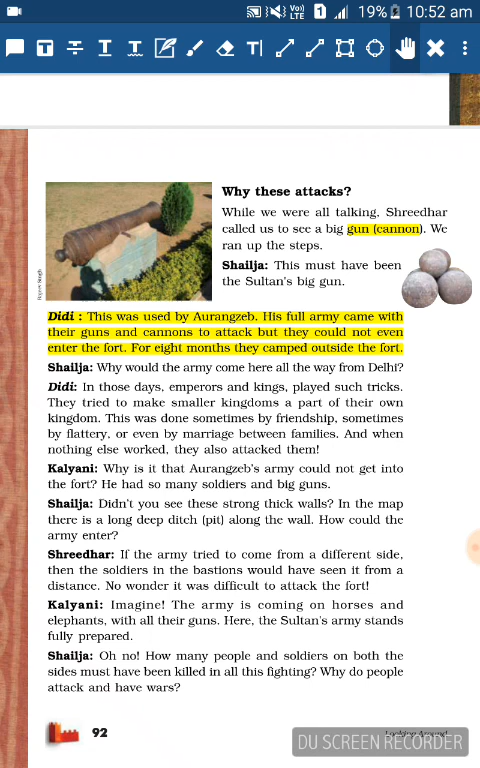 Vo))
LTE
1
19%
10:52 am
T T T T T|
Why these attacks?
While we were all talking, Shreedhar
called us to see a big gun (cannon). We
ran up the steps.
Shailja: This must have been
the Sultan's big gun.
Didi : This was used by Aurangzeb. His full army came with
their guns and cannons to attack but they could not even
enter the fort. For eight months they camped outside the fort.
Shailja: Why would the army come here all the way from Delhi?
Didi: In those days, emperors and kings, played such tricks.
They tried to make smaller kingdoms a part of their own
kingdom. This was done sometimes by friendship, sometimes
by flattery, or even by marriage between families. And when
nothing else worked, they also attacked them!
Kalyani: Why is it that Aurangzeb's army could not get into
the fort? He had so many soldiers and big guns.
Shailja: Didn't you see these strong thick walls? In the map
there is a long deep ditch (pit) along the wall. How could the
army enter?
Shreedhar: If the army tried to come from a different side,
then the soldiers in the bastions would have seen it from a
distance. No wonder it was difficult to attack the fort!
Kalyani: Imagine! The army is coming on horses and
elephants, with all their guns. Here, the Sultan's army stands
fully prepared.
Shailja: Oh no! How many people and soldiers on both the
sides must have been killed in all this fighting? Why do people
attack and have wars?
92
Looking Around
DU SCREEN RECORDER